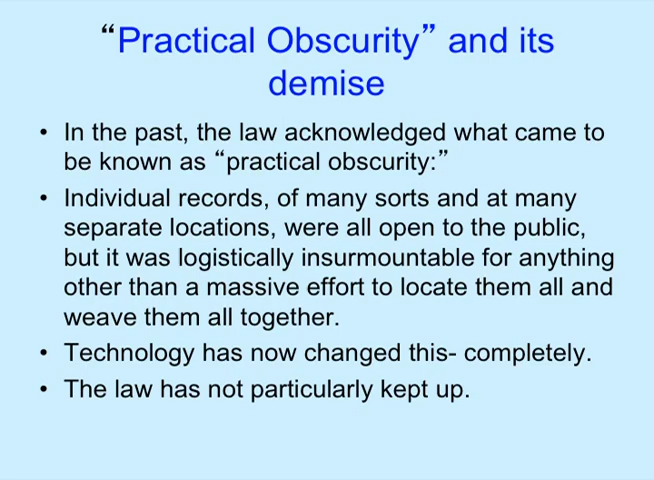 “Practical Obscurity” and its
demise
• In the past, the law acknowledged what came to
be known as “practical obscurity:”
• Individual records, of many sorts and at many
separate locations, were all open to the public,
but it was logistically insurmountable for anything
other than a massive effort to locate them all and
weave them all together.
• Technology has now changed this- completely.
• The law has not particularly kept up.